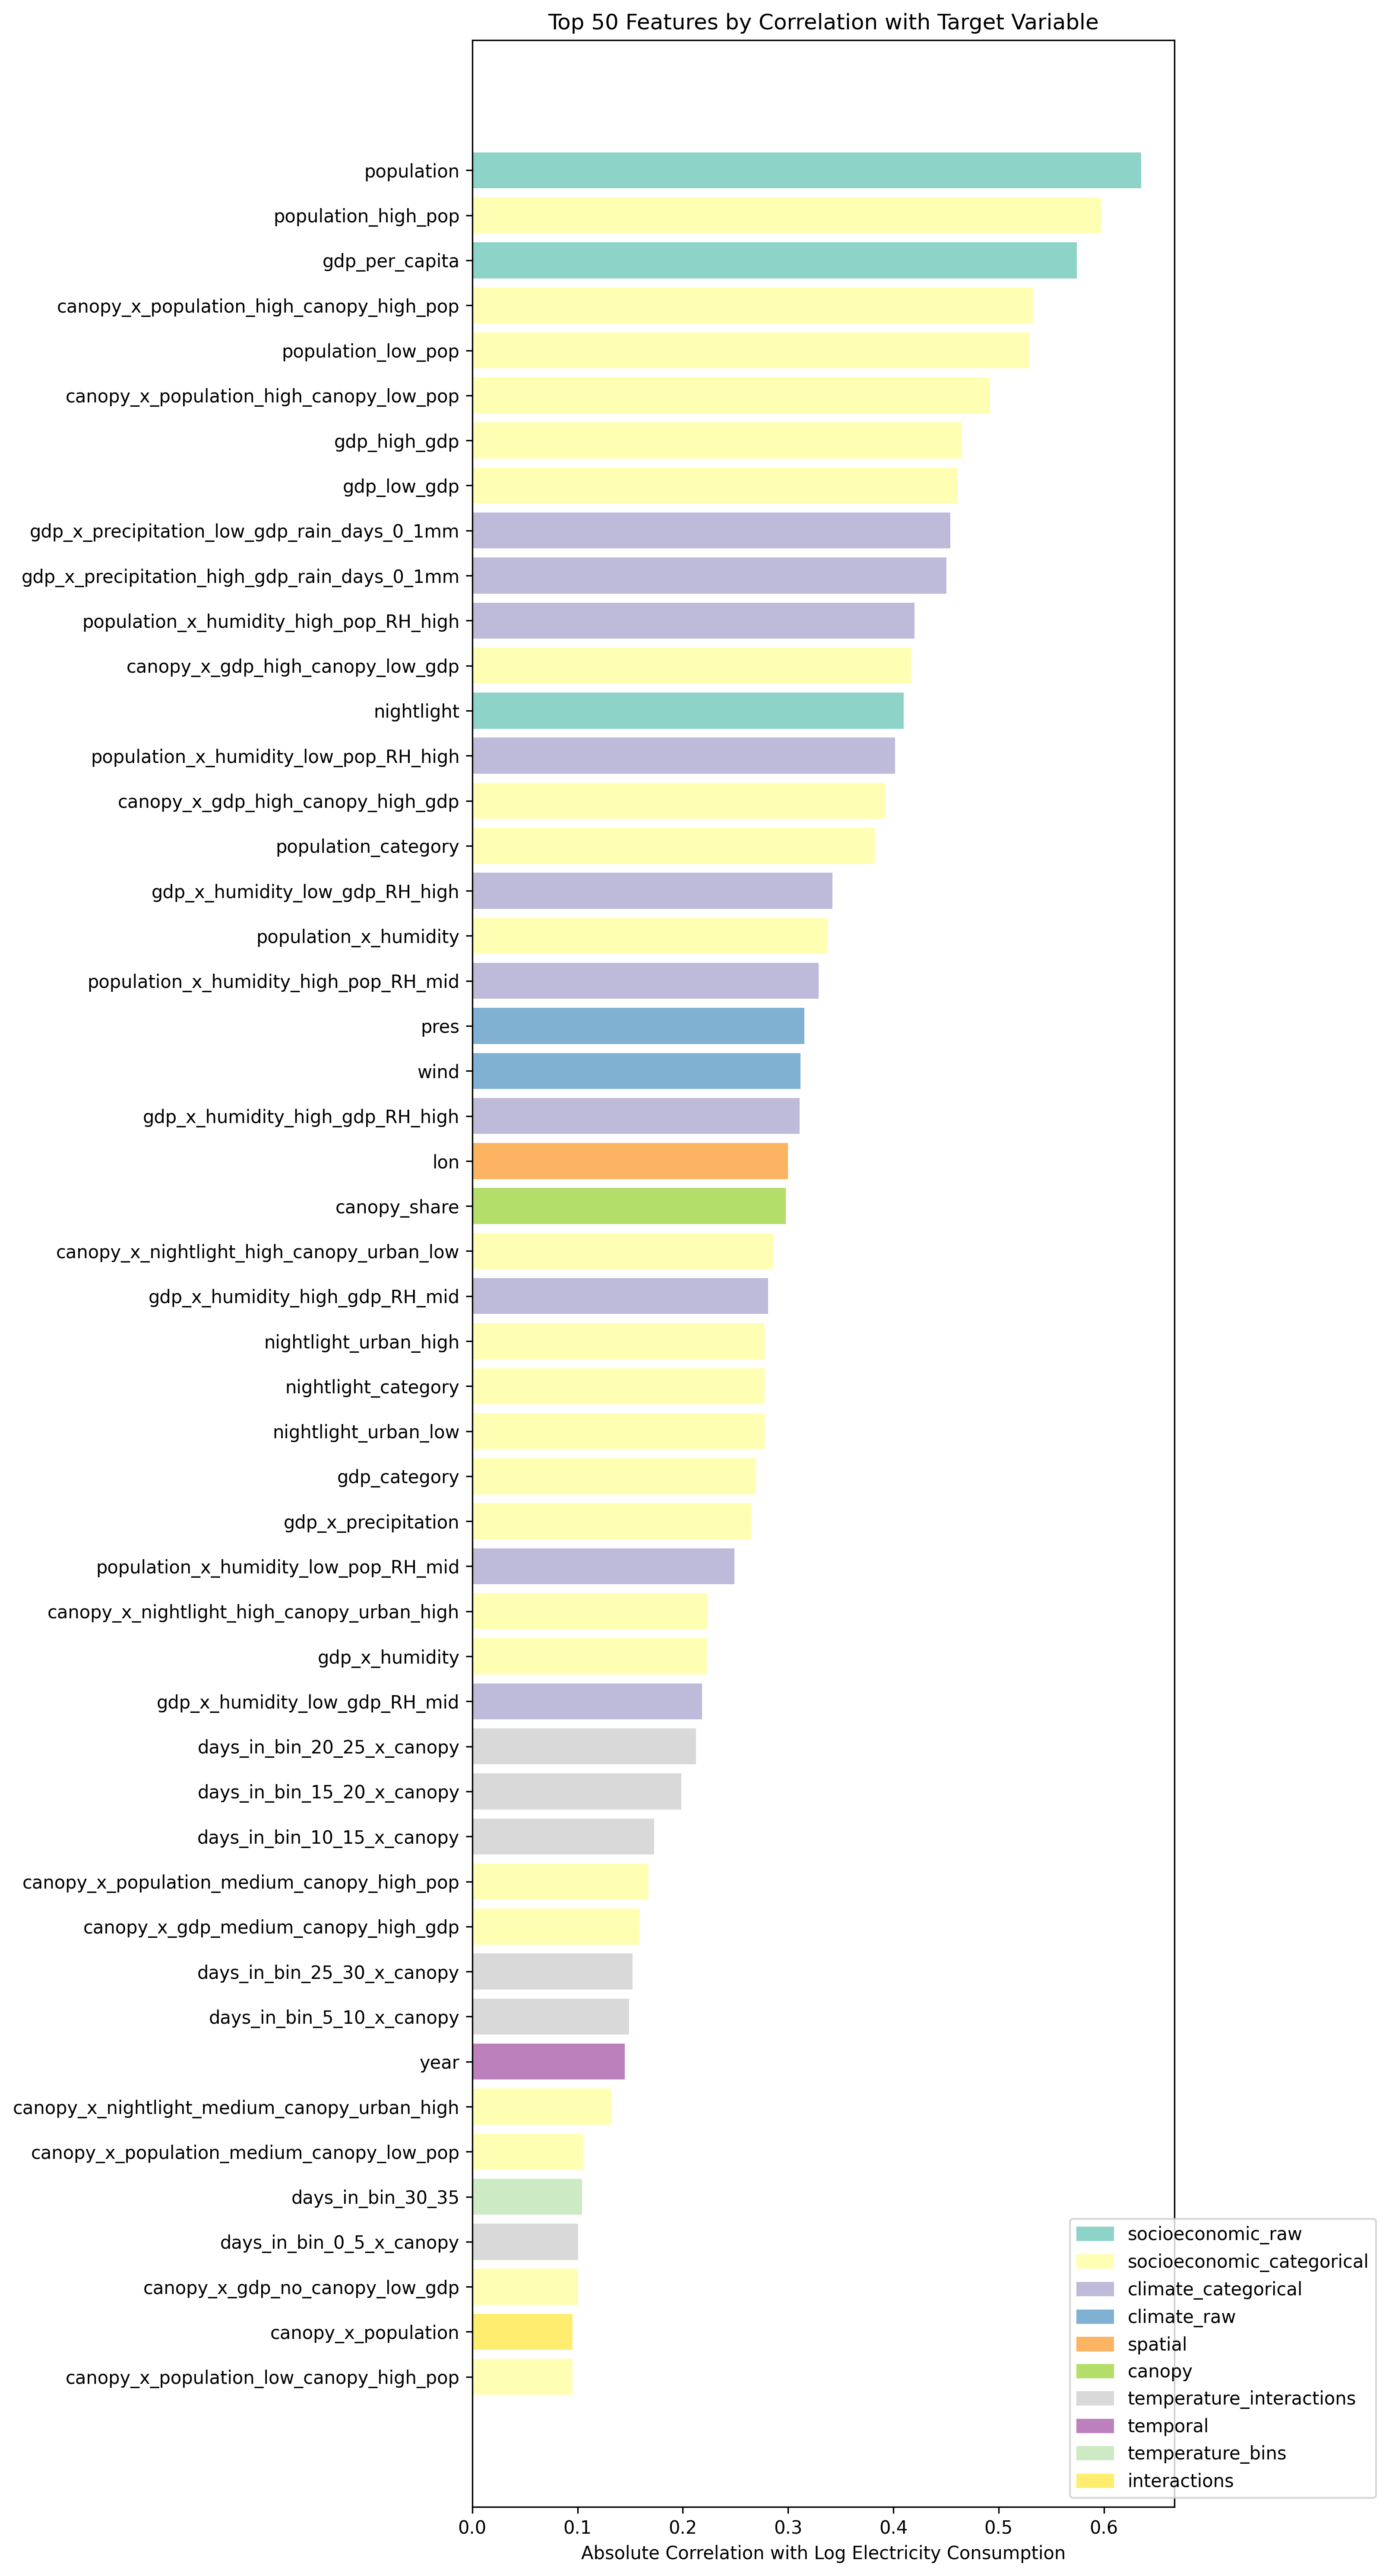 Top 50 Features by Correlation with Target Variable
population
population_high_pop
gdp_per_capita
canopy_x_population_high_canopy_high_pop
population_low_pop
canopy_x_population_high_canopy_low_pop
gdp_high_gdp
gdp_low_gdp
gdp_x_precipitation_low_gdp_rain_days_0_1mm
gdp_x_precipitation_high_gdp_rain_days_0_1mm
population_x_humidity_high_pop_RH_high
canopy_x_gdp_high_canopy_low_gdp
nightlight
population_x_humidity_low_pop_RH_high
canopy_x_gdp_high_canopy_high_gdp
population_category
gdp_x_humidity_low_gdp_RH_high
population_x_humidity
population_x_humidity_high_pop_RH_mid
pres
wind
gdp_x_humidity_high_gdp_RH_high
lon
canopy_share
canopy_x_nightlight_high_canopy_urban_low
gdp_x_humidity_high_gdp_RH_mid
nightlight_urban_high
nightlight_category
nightlight_urban_low
gdp_category
gdp_x_precipitation
population_x_humidity_low_pop_RH_mid
canopy_x_nightlight_high_canopy_urban_high
gdp_x_humidity
gdp_x_humidity_low_gdp_RH_mid
days_in_bin_20_25_x_canopy
days_in_bin_15_20_x_canopy
days_in_bin_10_15_x_canopy
canopy_x_population_medium_canopy_high_pop
canopy_x_gdp_medium_canopy_high_gdp
days_in_bin_25_30_x_canopy
days_in_bin_5_10_x_canopy
year
canopy_x_nightlight_medium_canopy_urban_high
canopy_x_population_medium_canopy_low_pop
days_in_bin_30_35
days_in_bin_0_5_x_canopy
canopy_x_gdp_no_canopy_low_gdp
canopy_x_population
canopy_x_population_low_canopy_high_pop
socioeconomic_raw
socioeconomic_categorical
climate_categorical
climate_raw
spatial
canopy
temperature_interactions
temporal
temperature_bins
interactions
0.0 0.1 0.2 0.3 0.4 0.5 0.6
Absolute Correlation with Log Electricity Consumption